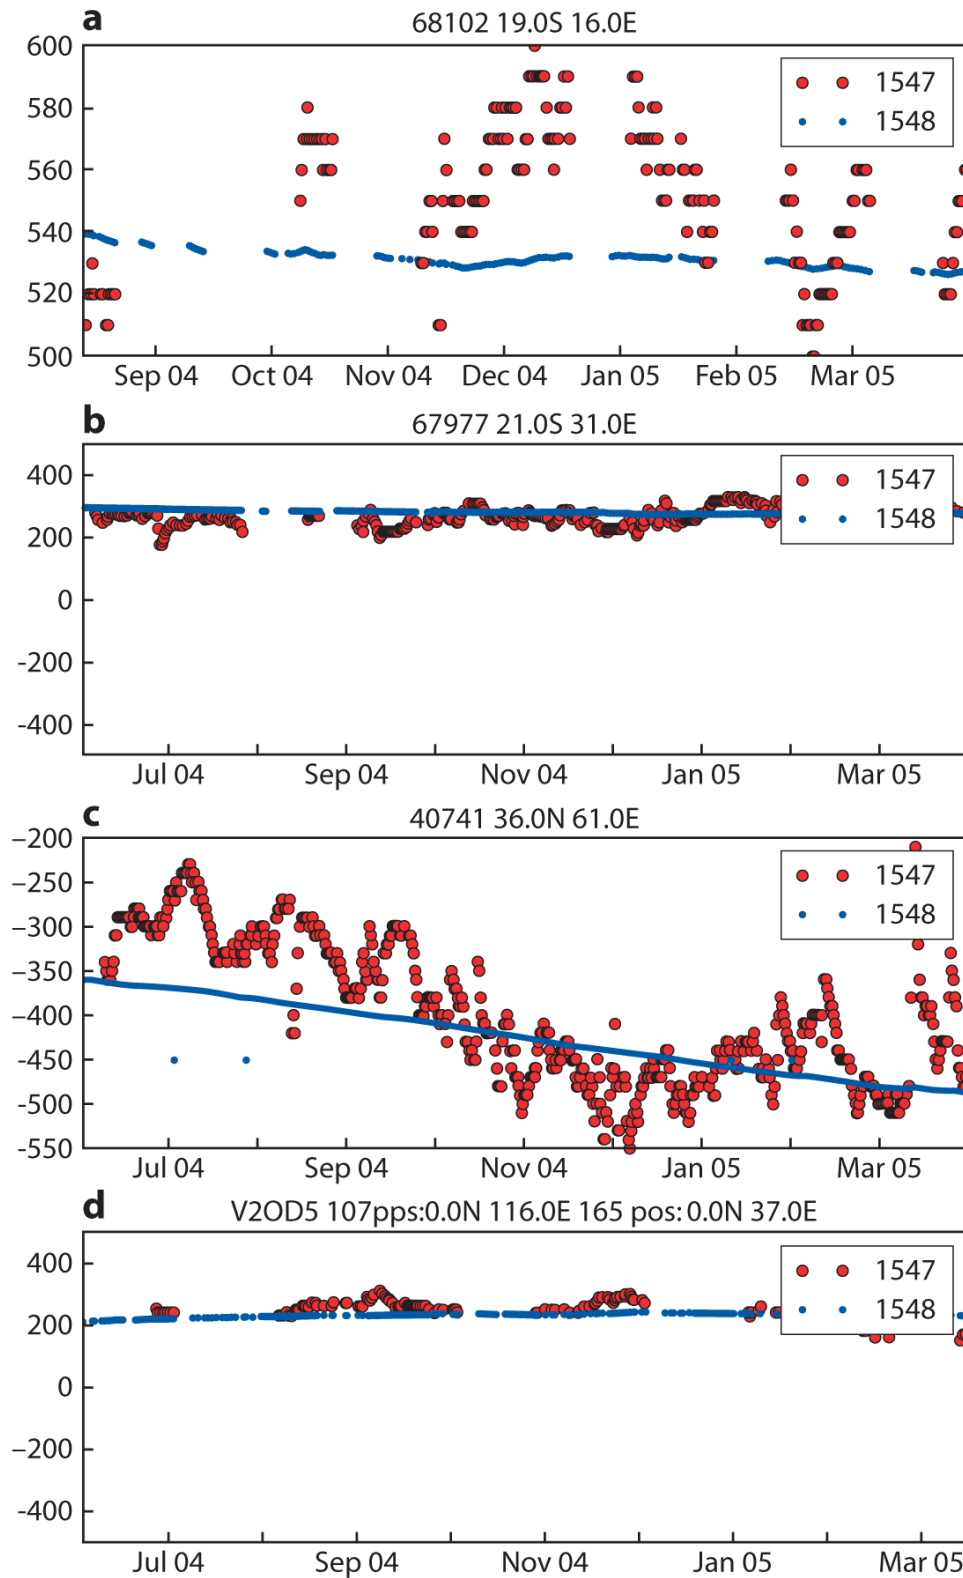 a
68102 19.0S 16.0E
600
580
560
540
520
500
1547
1548
Sep 04 Oct 04 Nov 04 Dec 04 Jan 05 Feb 05 Mar 05
b
67977 21.0S 31.0E
400
200
0
-200
-400
1547
1548
Jul 04 Sep 04 Nov 04 Jan 05 Mar 05
c
40741 36.0N 61.0E
−200
−250
−300
−350
−400
−450
−500
−550
1547
1548
Jul 04 Sep 04 Nov 04 Jan 05 Mar 05
d
V2OD5 107pps:0.0N 116.0E 165 pos: 0.0N 37.0E
400
200
0
−200
−400
1547
1548
Jul 04 Sep 04 Nov 04 Jan 05 Mar 05